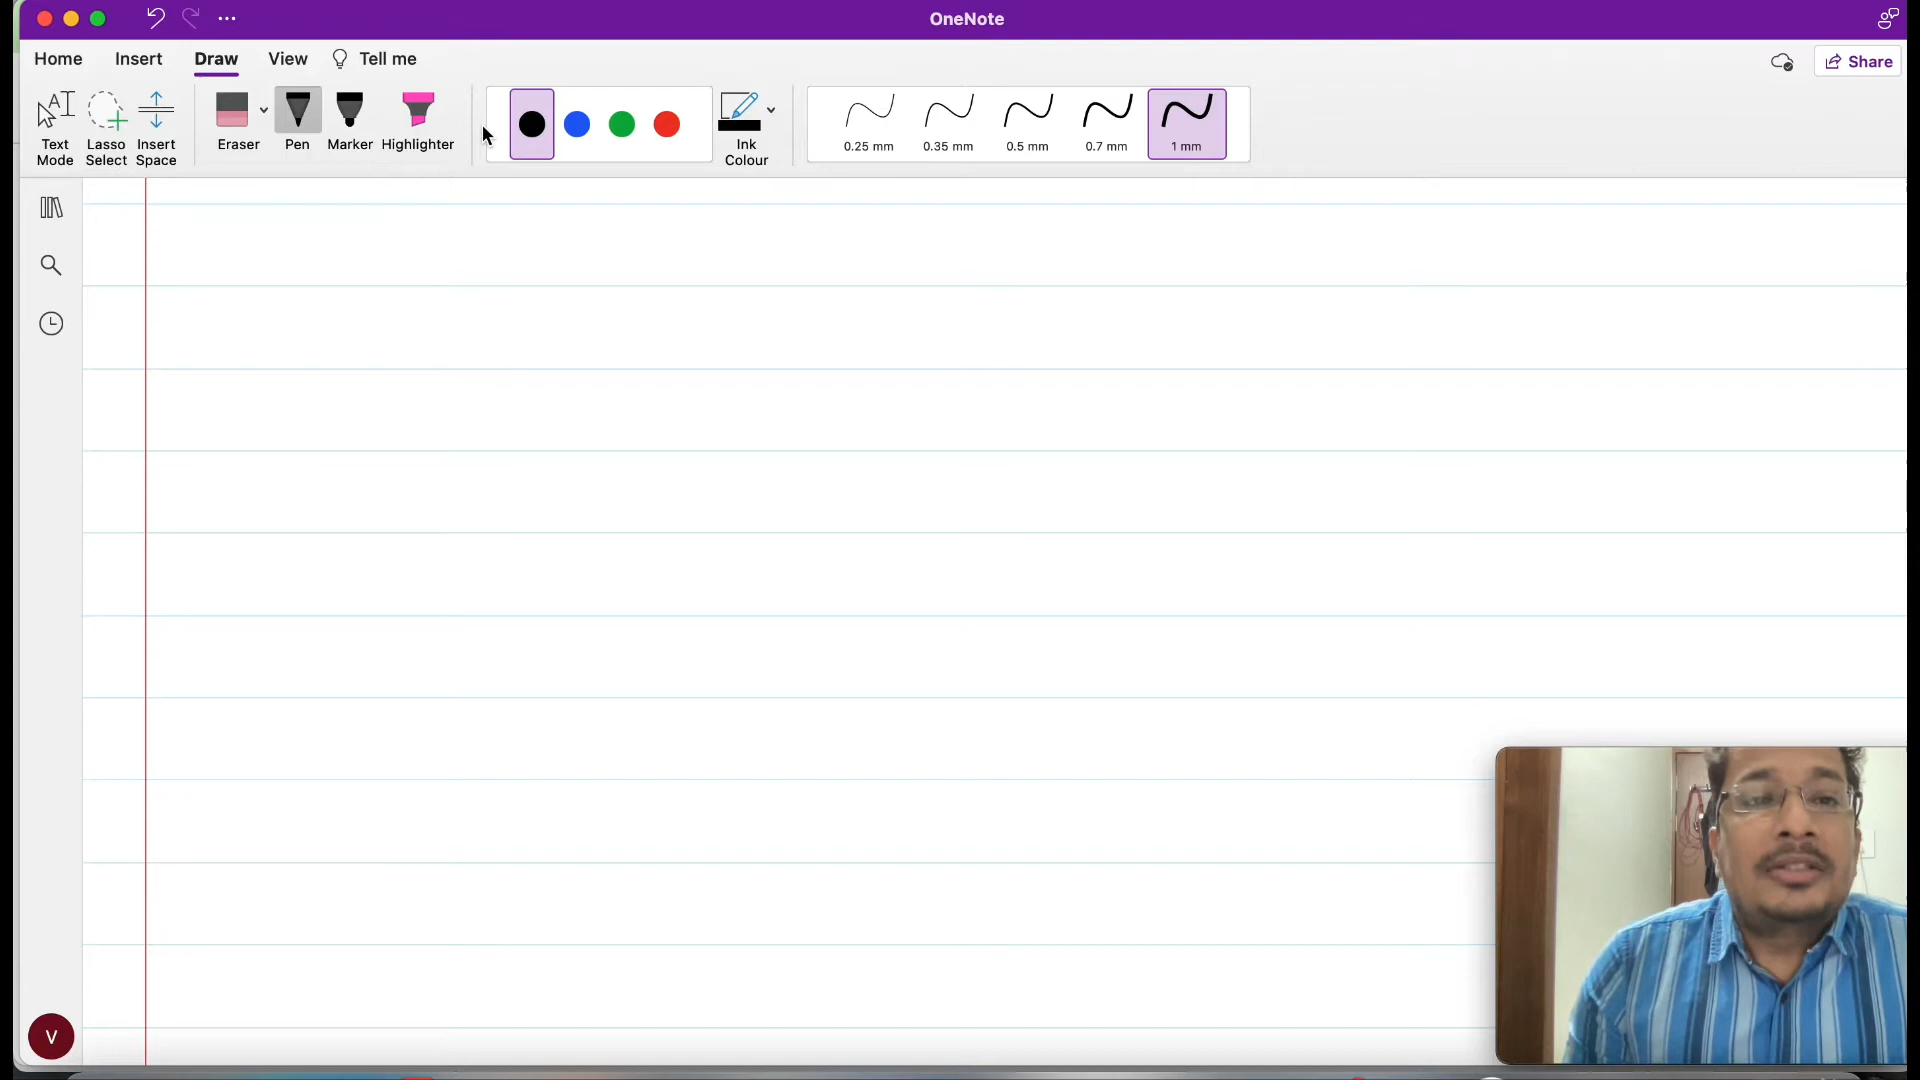 OneNote
Home Insert Draw View Tell me
Share
Text Mode
Lasso Select
Insert Space
Eraser
Pen
Marker
Highlighter
Ink Colour
0.25 mm
0.35 mm
0.5 mm
0.7 mm
1 mm
V